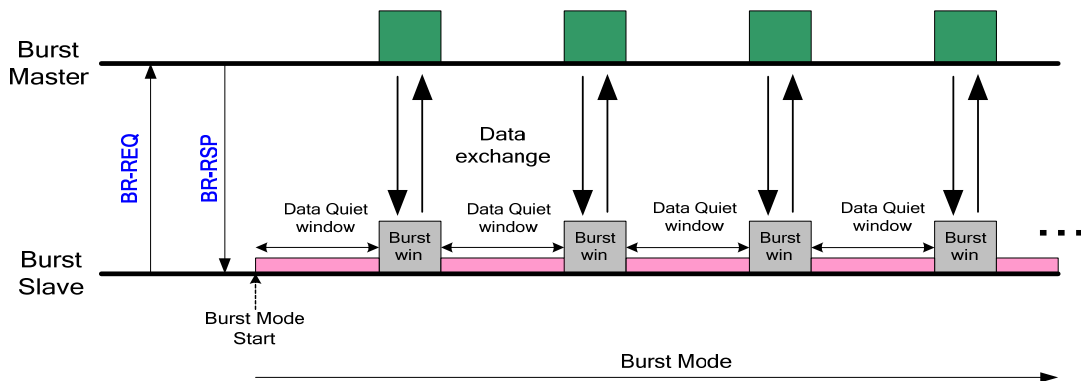 Burst
Master
BR-REQ
BR-RSP
Data
exchange
Data Quiet
window
Data Quiet
window
Data Quiet
window
Data Quiet
window
Burst
win
Burst
win
Burst
win
Burst
win
...
Burst
Slave
Burst Mode
Start
Burst Mode